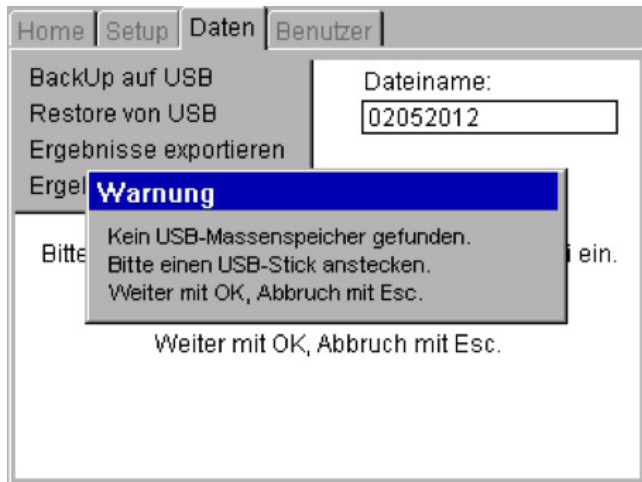 Home Setup Daten Benutzer
BackUp auf USB
Restore von USB
Ergebnisse exportieren
Dateiname:
02052012
Warnung
Kein USB-Massenspeicher gefunden.
Bitte einen USB-Stick anstecken.
Weiter mit OK, Abbruch mit Esc.
Bitte
ein.
Weiter mit OK, Abbruch mit Esc.